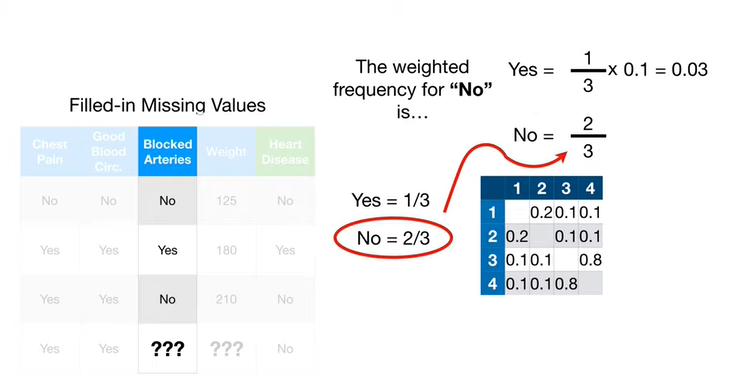 The weighted
frequency for "No"
is...
Yes = 1/3 x 0.1 = 0.03
No = 2/3
Filled-in Missing Values
Chest Pain Good Blood Circ. Blocked Arteries Weight Heart Disease
No No No 125 No
Yes Yes Yes 180 Yes
Yes Yes No 210 No
Yes Yes ??? ??? No
Yes = 1/3
No = 2/3
1 2 3 4
1 0.2 0.1 0.1
2 0.2 0.1 0.1
3 0.1 0.1 0.8
4 0.1 0.1 0.8